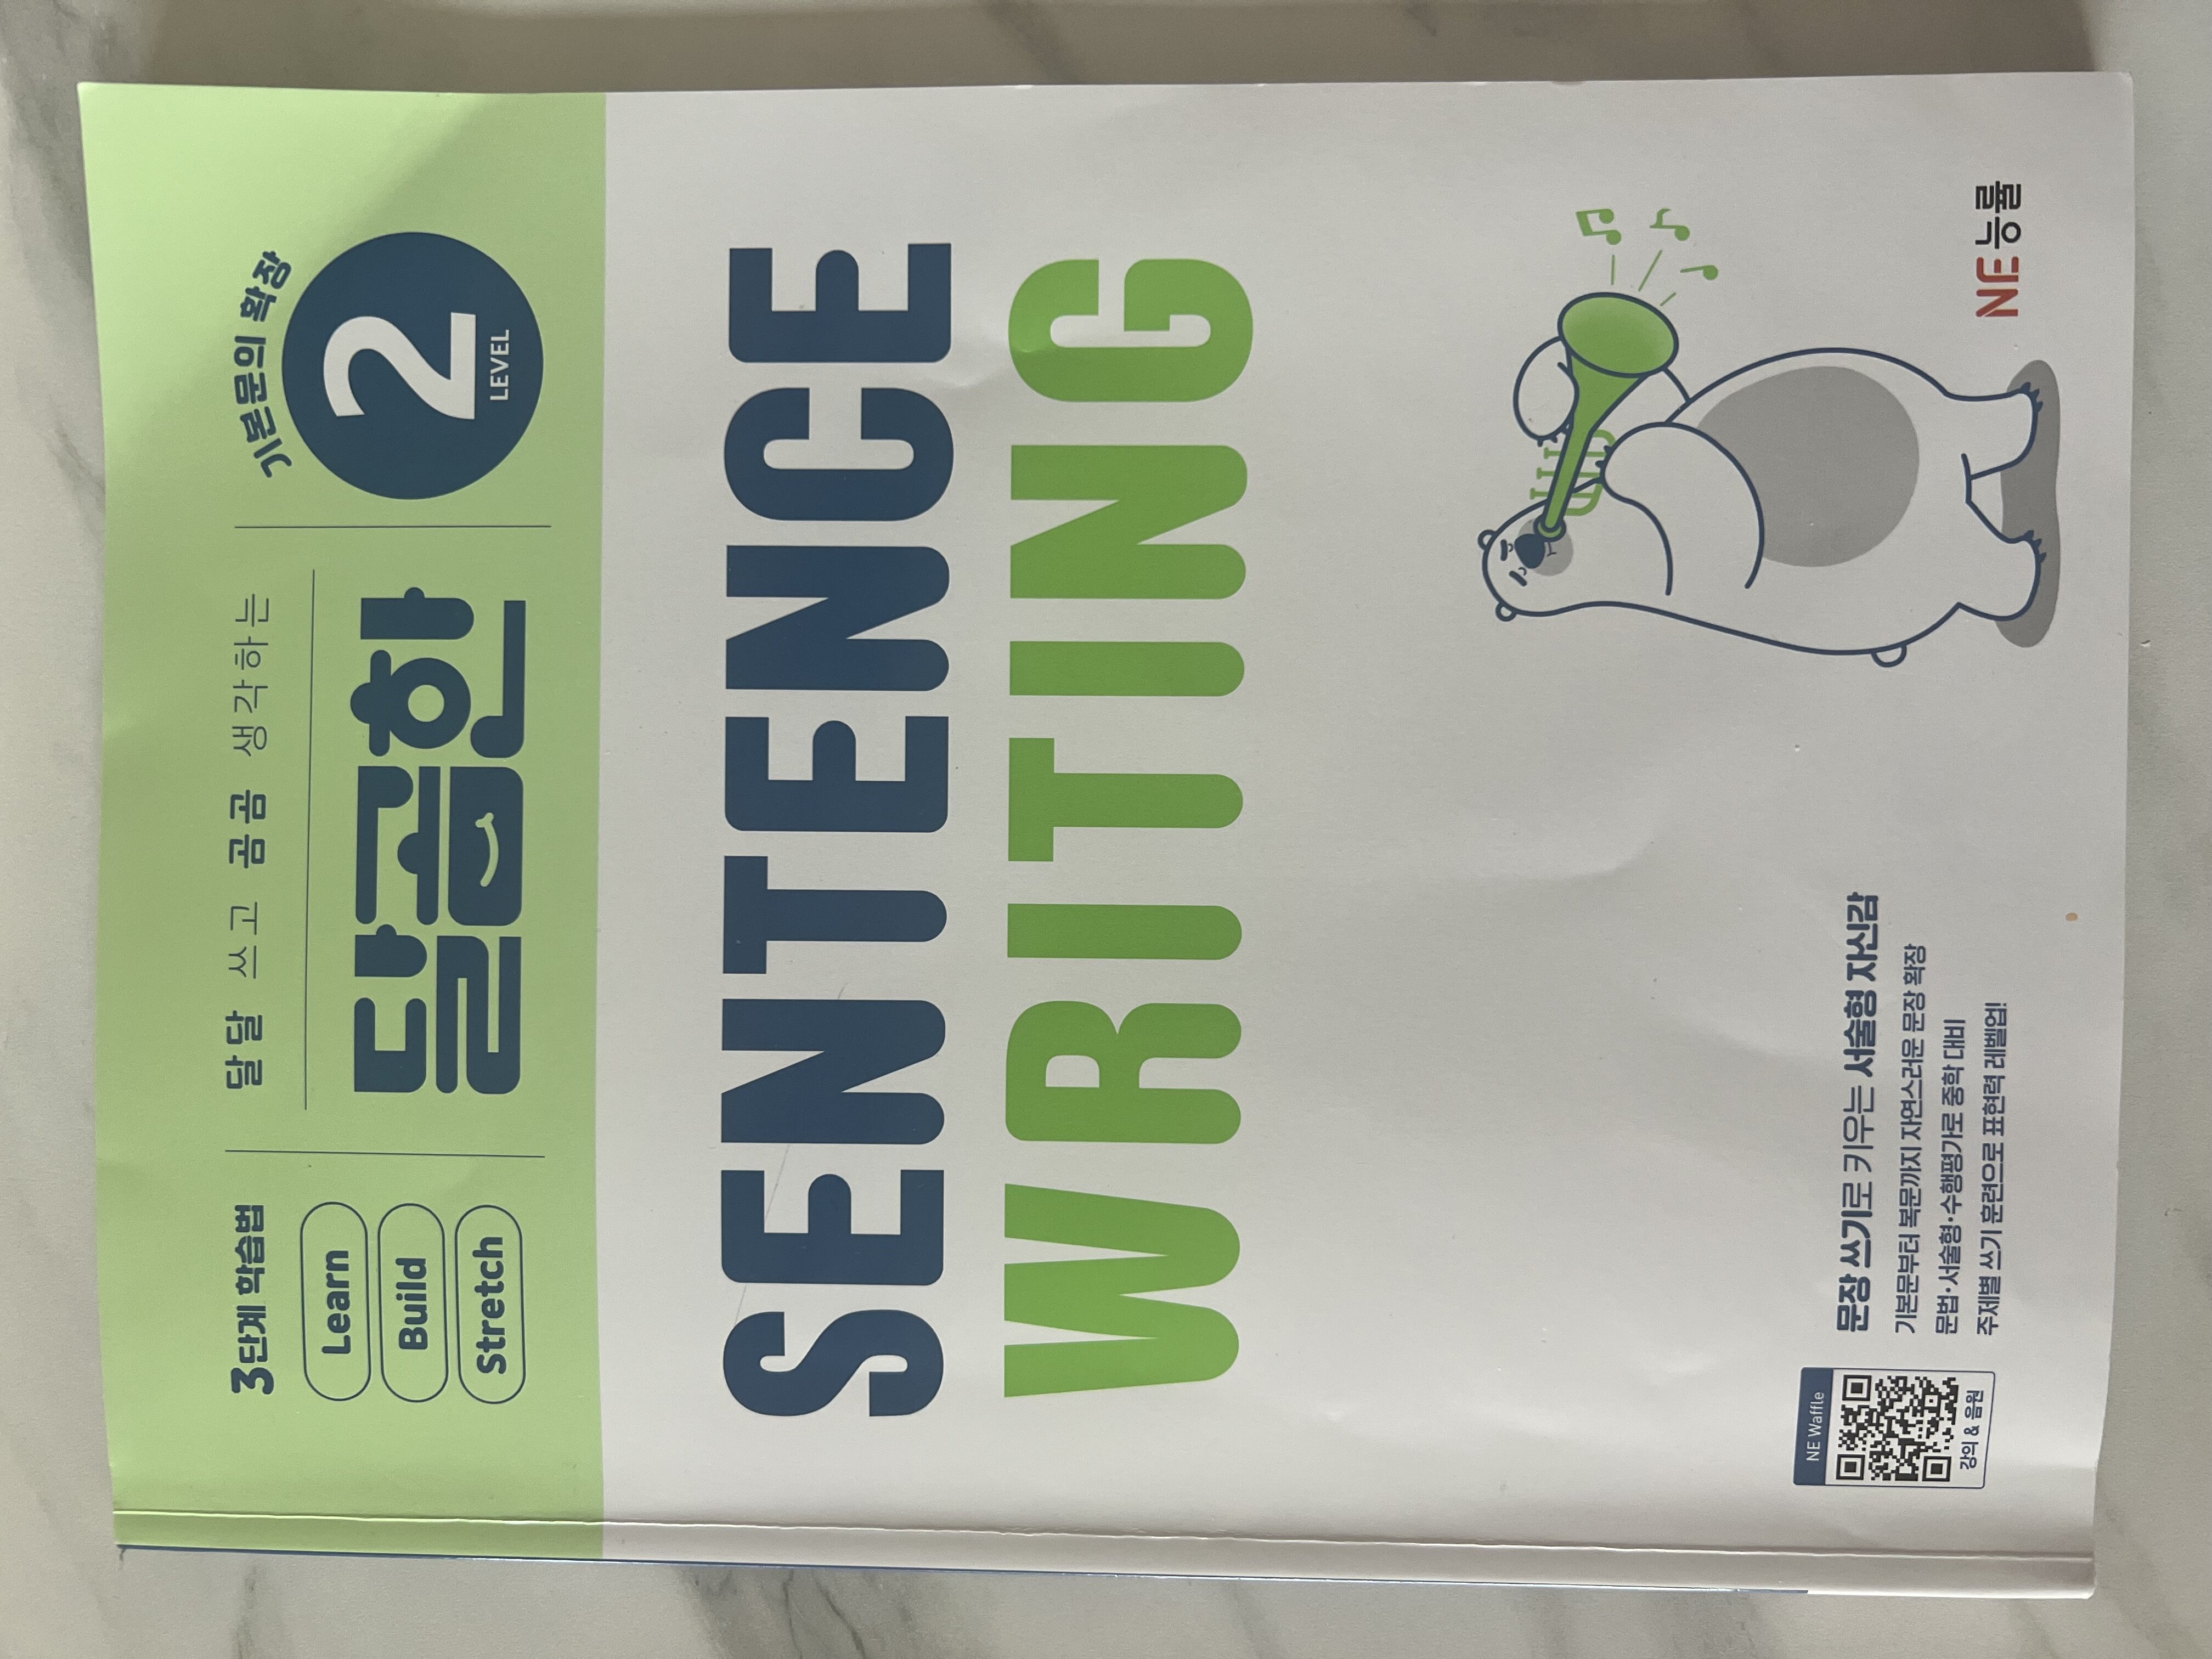 3단계 학습법
Learn
Build
Stretch
달달 쓰고 곰곰 생각하는
달곰한
기본문의 확장
2
LEVEL
SENTENCE
WRITING
NE Waffle
강의 & 음원
문장 쓰기로 키우는 서술형 자신감
기본문부터 복문까지 자연스러운 문장 확장
문법·서술형·수행평가로 중학 대비
주제별 쓰기 훈련으로 표현력 레벨업!
NE 능률